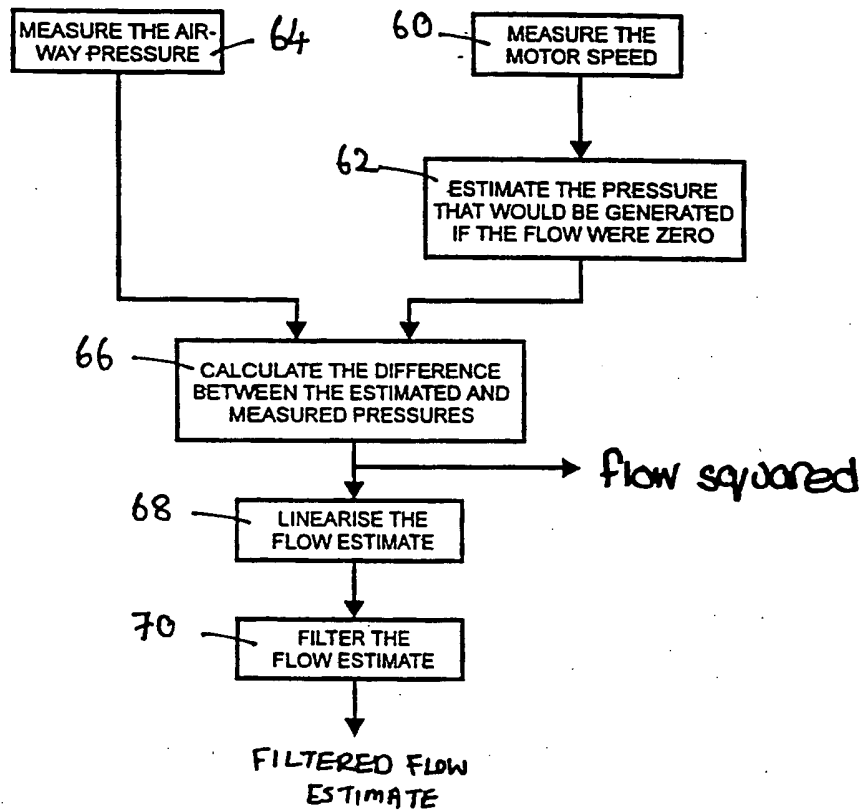 MEASURE THE AIR-
WAY PRESSURE
64
60
MEASURE THE
MOTOR SPEED
62
ESTIMATE THE PRESSURE
THAT WOULD BE GENERATED
IF THE FLOW WERE ZERO
66
CALCULATE THE DIFFERENCE
BETWEEN THE ESTIMATED AND
MEASURED PRESSURES
flow squared
68
LINEARISE THE
FLOW ESTIMATE
70
FILTER THE
FLOW ESTIMATE
FILTERED FLOW
ESTIMATE